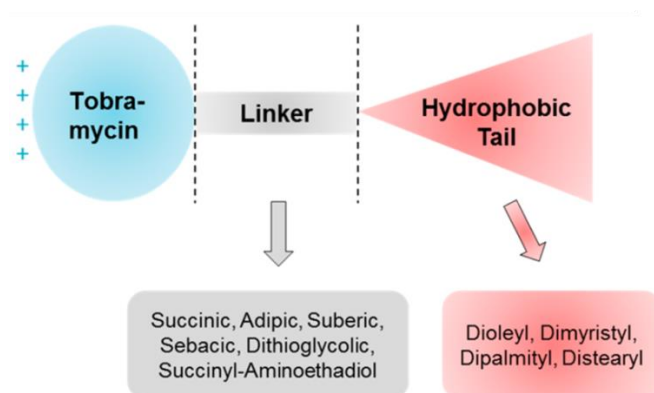 +
+
+
+
Tobra-
mycin
Linker
Hydrophobic
Tail
Succinic, Adipic, Suberic,
Sebacic, Dithioglycolic,
Succinyl-Aminoethadiol
Dioleyl, Dimyristyl,
Dipalmityl, Distearyl